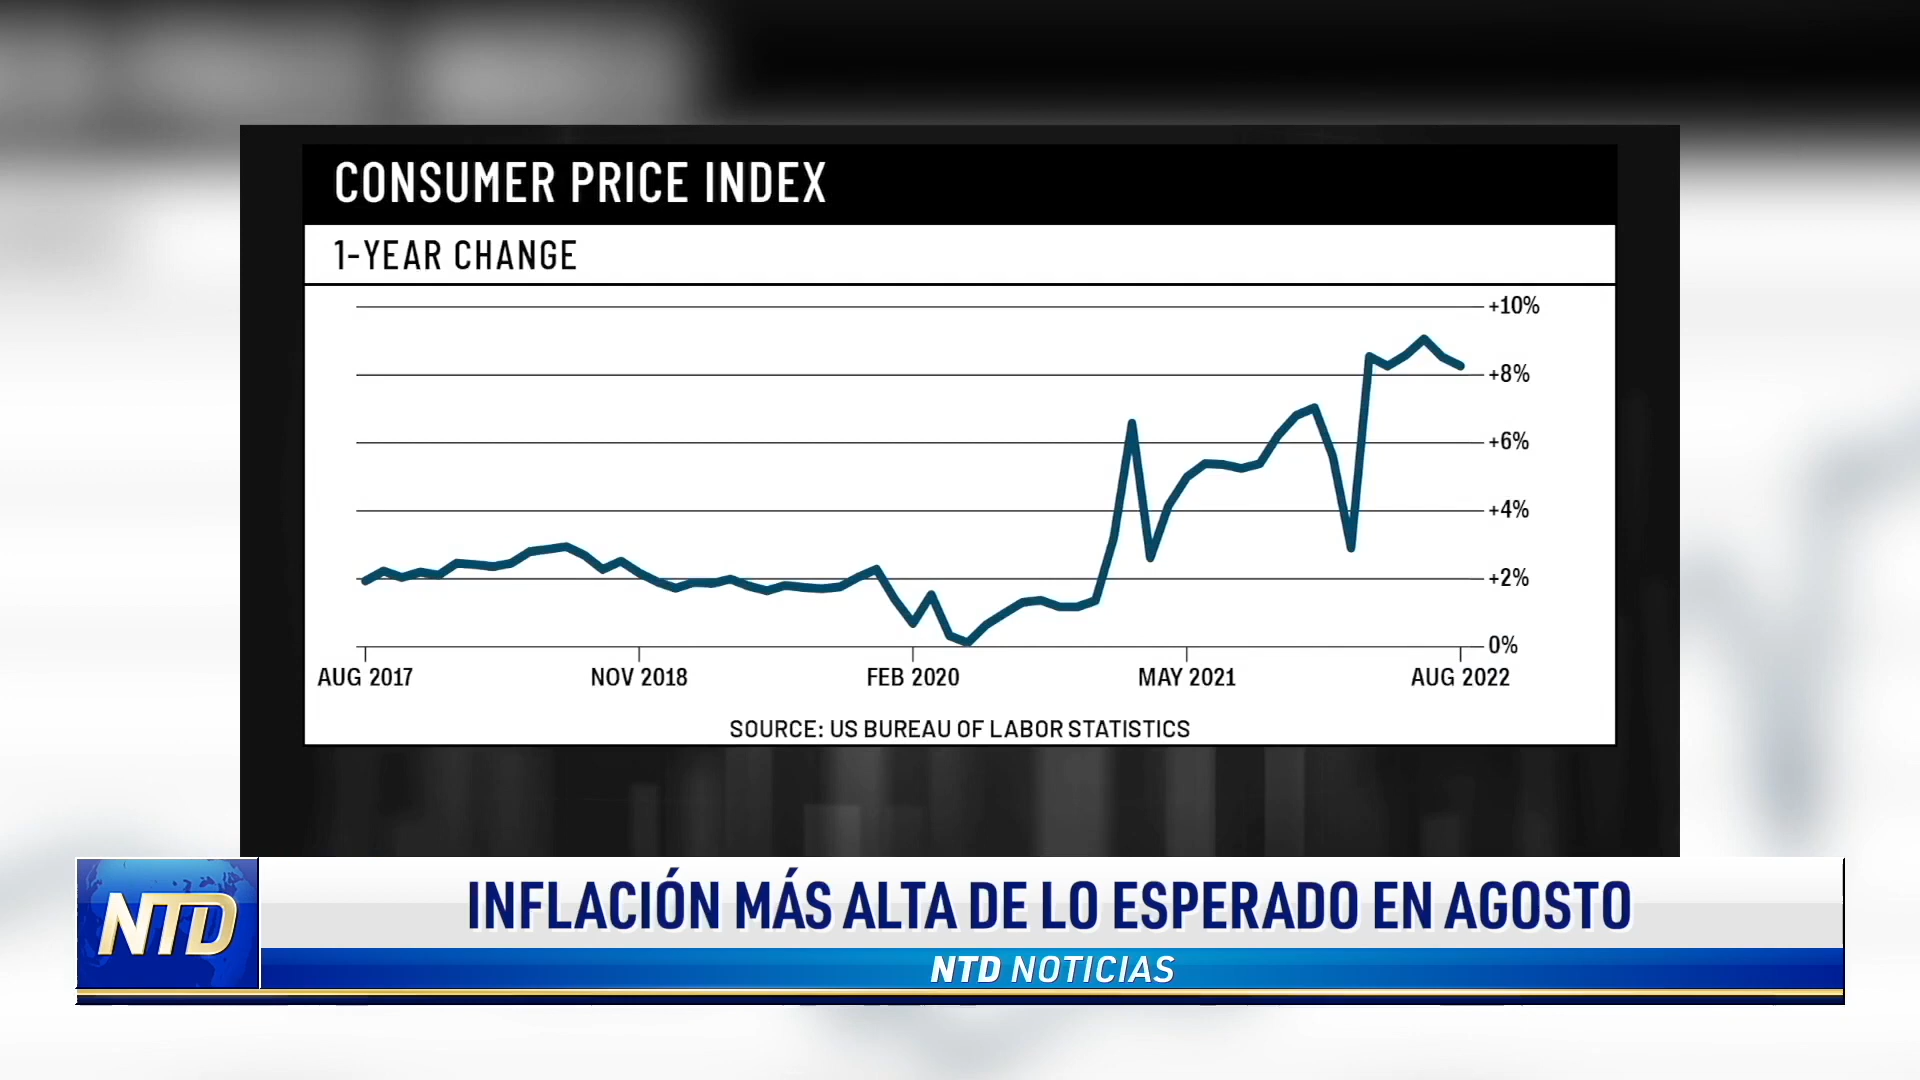 CONSUMER PRICE INDEX
1-YEAR CHANGE
+10%
+8%
+6%
+4%
+2%
0%
AUG 2017 NOV 2018 FEB 2020 MAY 2021 AUG 2022
SOURCE: US BUREAU OF LABOR STATISTICS
NTD
INFLACIÓN MÁS ALTA DE LO ESPERADO EN AGOSTO
NTD NOTICIAS